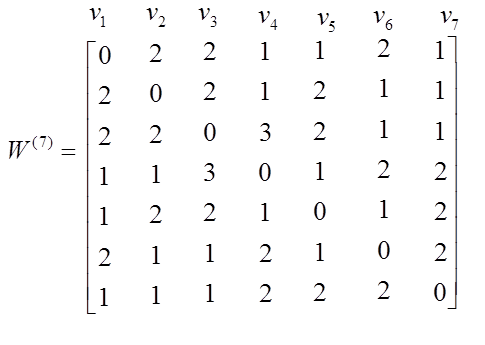 v₁ v₂ v₃ v₄ v₅ v₆ v₇
0 2 2 1 1 2 1
2 0 2 1 2 1 1
2 2 0 3 2 1 1
W⁽⁷⁾ = 1 1 3 0 1 2 2
1 2 2 1 0 1 2
2 1 1 2 1 0 2
1 1 1 2 2 2 0